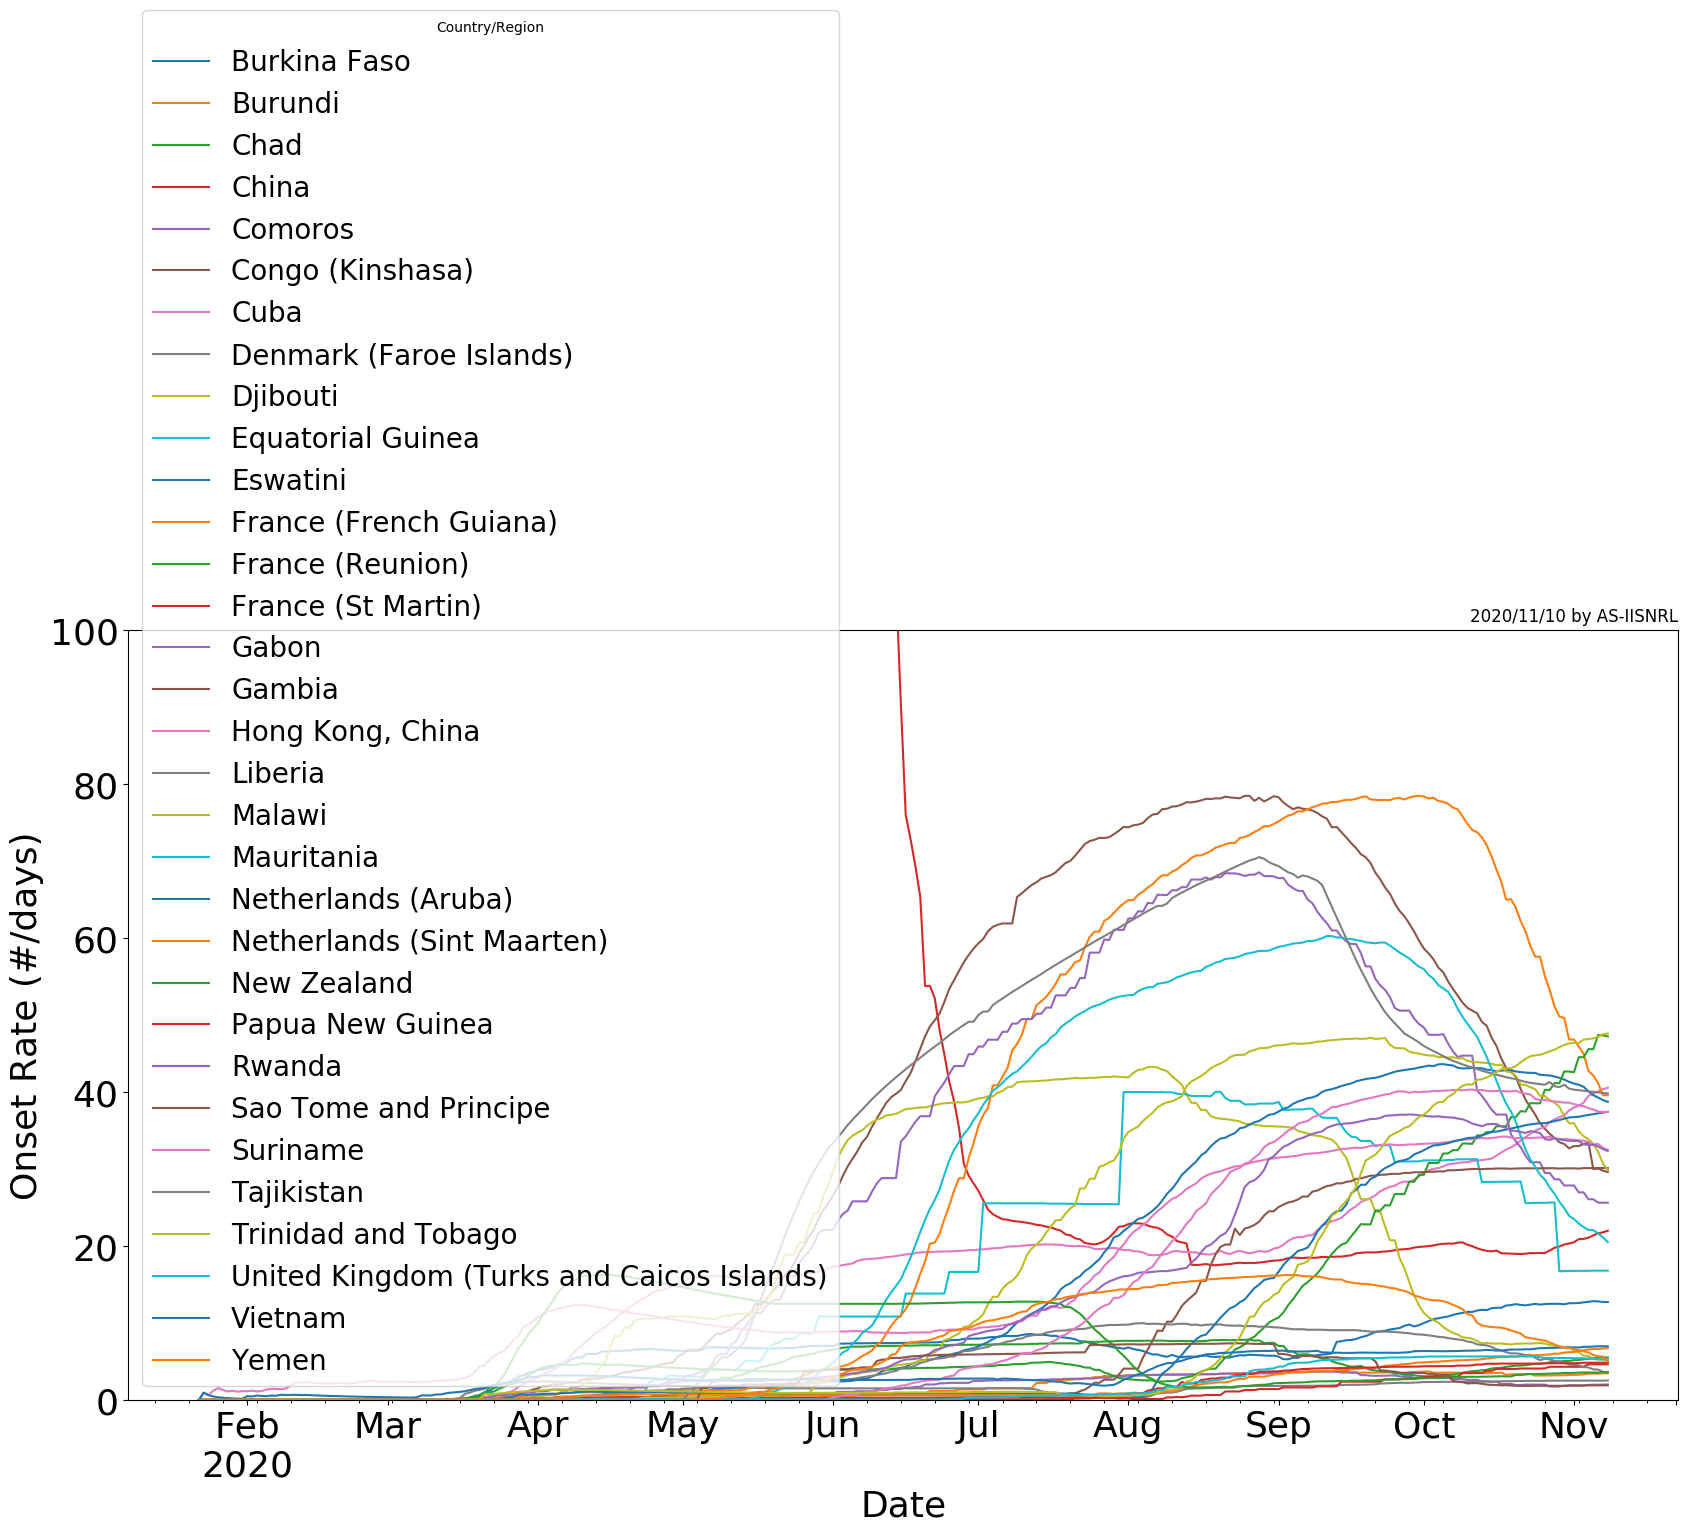 Country/Region
Burkina Faso
Burundi
Chad
China
Comoros
Congo (Kinshasa)
Cuba
Denmark (Faroe Islands)
Djibouti
Equatorial Guinea
Eswatini
France (French Guiana)
France (Reunion)
France (St Martin)
Gabon
Gambia
Hong Kong, China
Liberia
Malawi
Mauritania
Netherlands (Aruba)
Netherlands (Sint Maarten)
New Zealand
Papua New Guinea
Rwanda
Sao Tome and Principe
Suriname
Tajikistan
Trinidad and Tobago
United Kingdom (Turks and Caicos Islands)
Vietnam
Yemen
2020/11/10 by AS-IISNRL
100
80
60
40
20
0
Onset Rate (#/days)
Feb Mar Apr May Jun Jul Aug Sep Oct Nov
2020
Date